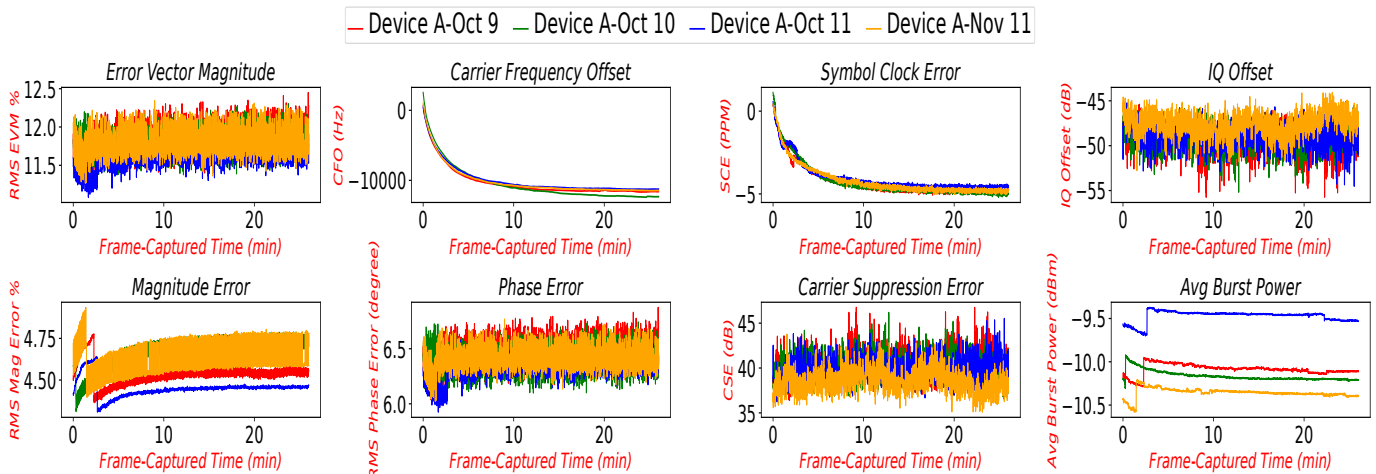 Device A-Oct 9 Device A-Oct 10 Device A-Oct 11 Device A-Nov 11
Error Vector Magnitude
RMS EVM %
12.5
12.0
11.5
0 10 20
Frame-Captured Time (min)
Carrier Frequency Offset
CFO (Hz)
0
−10000
0 10 20
Frame-Captured Time (min)
Symbol Clock Error
SCE (PPM)
0
−5
0 10 20
Frame-Captured Time (min)
IQ Offset
IQ Offset (dB)
−45
−50
−55
0 10 20
Frame-Captured Time (min)
Magnitude Error
RMS Mag Error %
4.75
4.50
0 10 20
Frame-Captured Time (min)
Phase Error
RMS Phase Error (degree)
6.5
6.0
0 10 20
Frame-Captured Time (min)
Carrier Suppression Error
CSE (dB)
45
40
35
0 10 20
Frame-Captured Time (min)
Avg Burst Power
Avg Burst Power (dBm)
−9.5
−10.0
−10.5
0 10 20
Frame-Captured Time (min)